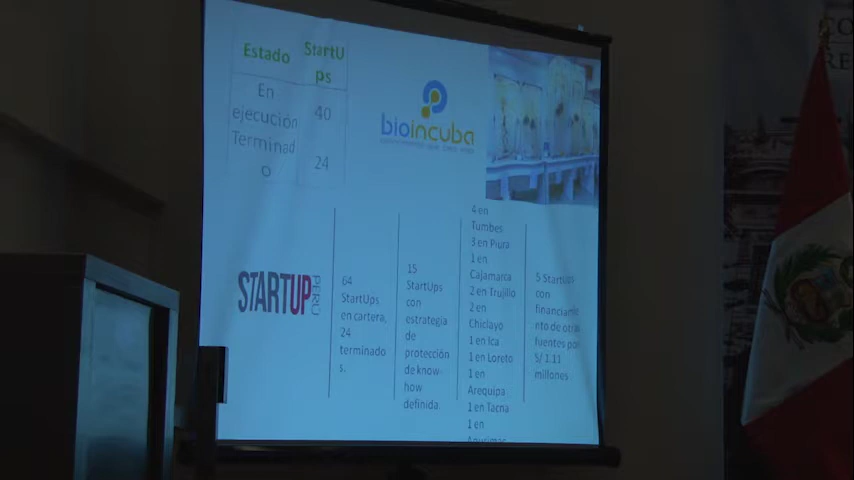 Estado
StartU
ps
En
ejecución
40
Terminad
o
24
bioincuba
STARTUP
PERÚ
64
StartUps
en cartera,
24
terminado
s.
15
StartUps
con
estrategia
de
protección
de know-
how
definida.
4 en
Tumbes
3 en Piura
1 en
Cajamarca
2 en Trujillo
2 en
Chiclayo
1 en Ica
1 en Loreto
1 en
Arequipa
1 en Tacna
1 en
5 StartUps
con
financiamie
nto de otras
fuentes por
S/ 1.11
millones